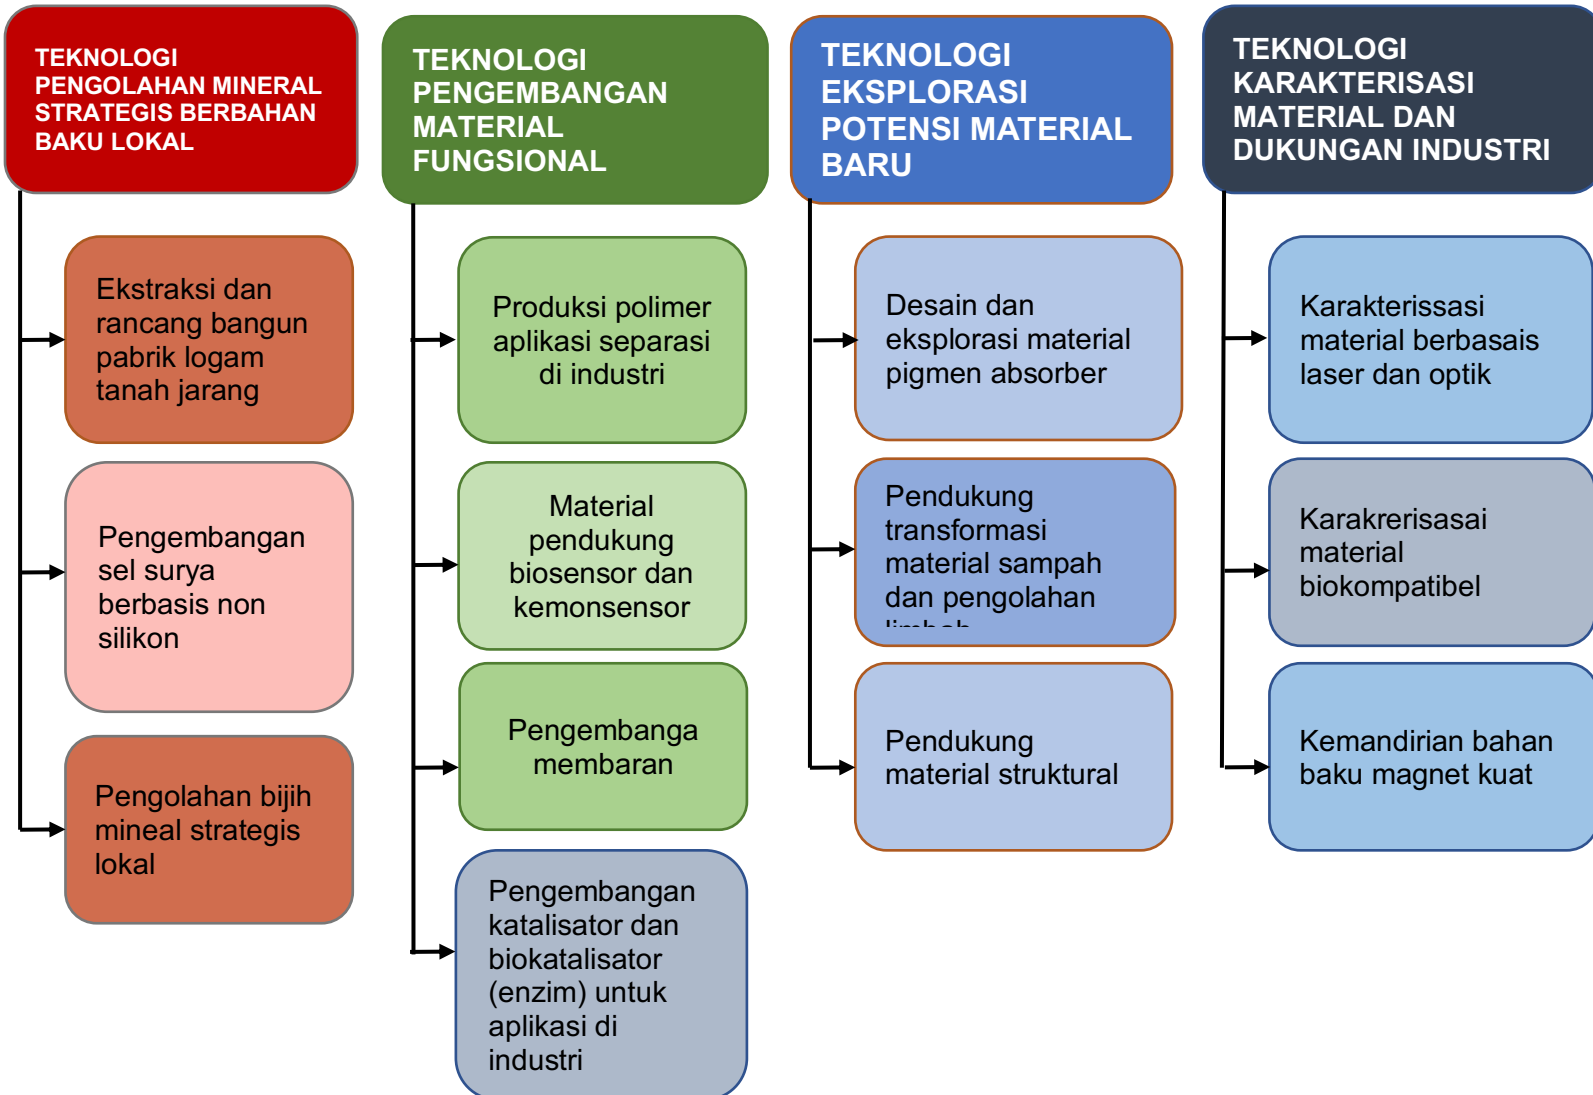 TEKNOLOGI
PENGOLAHAN MINERAL
STRATEGIS BERBAHAN
BAKU LOKAL
Ekstraksi dan
rancang bangun
pabrik logam
tanah jarang
Pengembangan
sel surya
berbasis non
silikon
Pengolahan bijih
mineal strategis
lokal
TEKNOLOGI
PENGEMBANGAN
MATERIAL
FUNGSIONAL
Produksi polimer
aplikasi separasi
di industri
Material
pendukung
biosensor dan
kemonsensor
Pengembanga
membaran
Pengembangan
katalisator dan
biokatalisator
(enzim) untuk
aplikasi di
industri
TEKNOLOGI
EKSPLORASI
POTENSI MATERIAL
BARU
Desain dan
eksplorasi material
pigmen absorber
Pendukung
transformasi
material sampah
dan pengolahan
limbah
Pendukung
material struktural
TEKNOLOGI
KARAKTERISASI
MATERIAL DAN
DUKUNGAN INDUSTRI
Karakterissasi
material berbasais
laser dan optik
Karakrerisasai
material
biokompatibel
Kemandirian bahan
baku magnet kuat